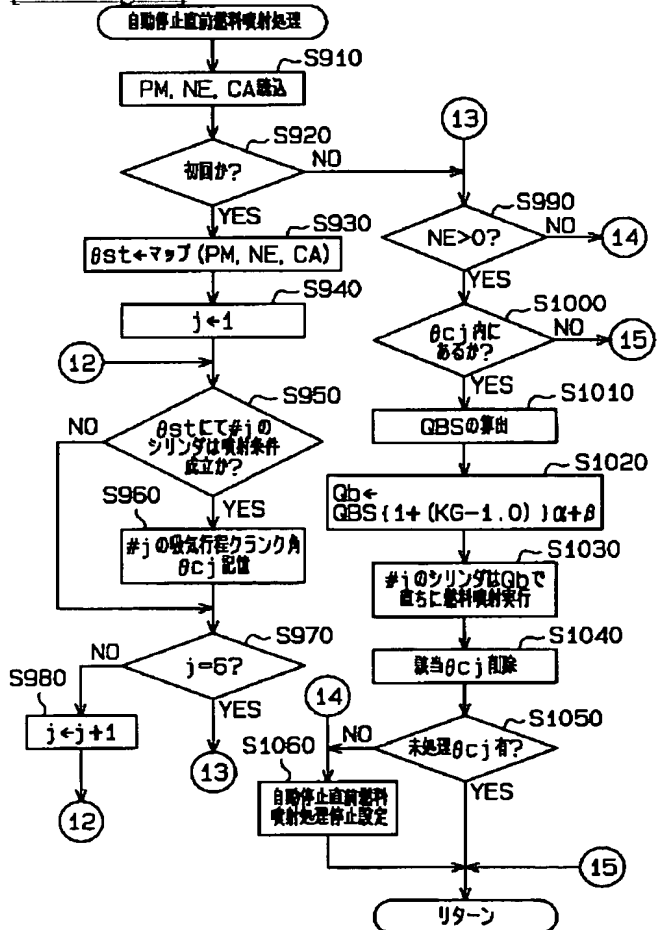 自動停止直前燃料噴射処理
S910
PM, NE, CA読込
S920
初回か?
NO
YES
S930
θst←マップ(PM, NE, CA)
S940
j←1
12
S950
θstにて#jの
シリンダは噴射条件
成立か?
NO
YES
S960
#jの吸気行程クランク角
θcj記憶
S970
j=6?
NO
YES
S980
j←j+1
12
13
13
S990
NE>0?
NO
14
YES
S1000
θcj内に
あるか?
NO
15
YES
S1010
QBSの算出
S1020
Qb←
QBS{1+(KG-1.0)}α+β
S1030
#jのシリンダはQbで
直ちに燃料噴射実行
S1040
該当θcj削除
S1050
未処理θcj有?
NO
YES
14
S1060
自動停止直前燃料
噴射処理停止設定
15
リターン